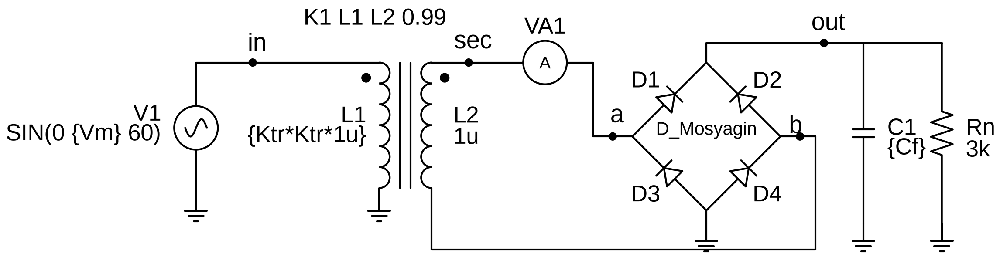 K1 L1 L2 0.99
in
sec
VA1
A
out
V1
SIN(0 {Vm} 60)
L1
{Ktr*Ktr*1u}
L2
1u
a
D1
D2
D_Mosyagin
D3
D4
b
C1
{Cf}
Rn
3k